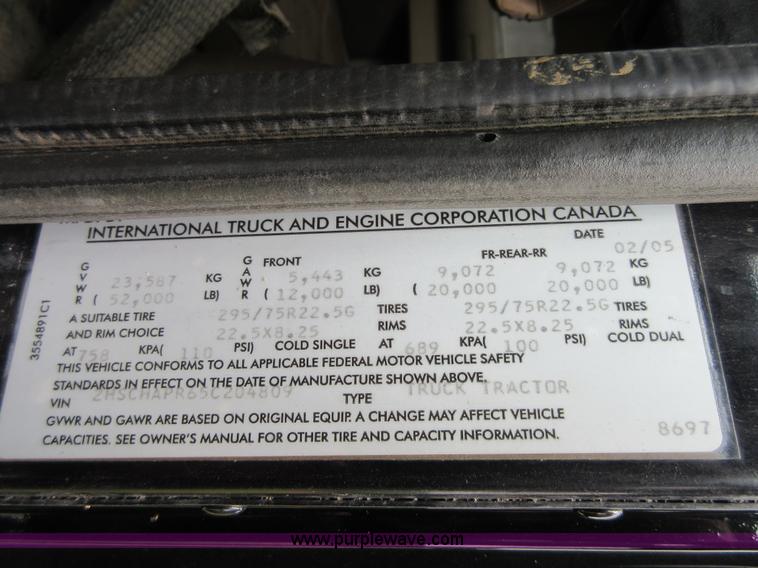 INTERNATIONAL TRUCK AND ENGINE CORPORATION CANADA
DATE 02/05
GVWR 23,587 KG GAWR FRONT 5,443 KG FR-REAR-RR 9,072 9,072 KG
( 52,000 LB) ( 12,000 LB) ( 20,000 20,000 LB)
A SUITABLE TIRE 295/75R22.5G TIRES 295/75R22.5G TIRES
AND RIM CHOICE 22.5X8.25 RIMS 22.5X8.25 RIMS
AT 758 KPA( 110 PSI) COLD SINGLE AT 689 KPA( 100 PSI) COLD DUAL
THIS VEHICLE CONFORMS TO ALL APPLICABLE FEDERAL MOTOR VEHICLE SAFETY
STANDARDS IN EFFECT ON THE DATE OF MANUFACTURE SHOWN ABOVE.
VIN 2HSCHAPR65C204809 TYPE TRUCK TRACTOR
GVWR AND GAWR ARE BASED ON ORIGINAL EQUIP. A CHANGE MAY AFFECT VEHICLE
CAPACITIES. SEE OWNER'S MANUAL FOR OTHER TIRE AND CAPACITY INFORMATION.
8697
3554891C1
www.purplewave.com